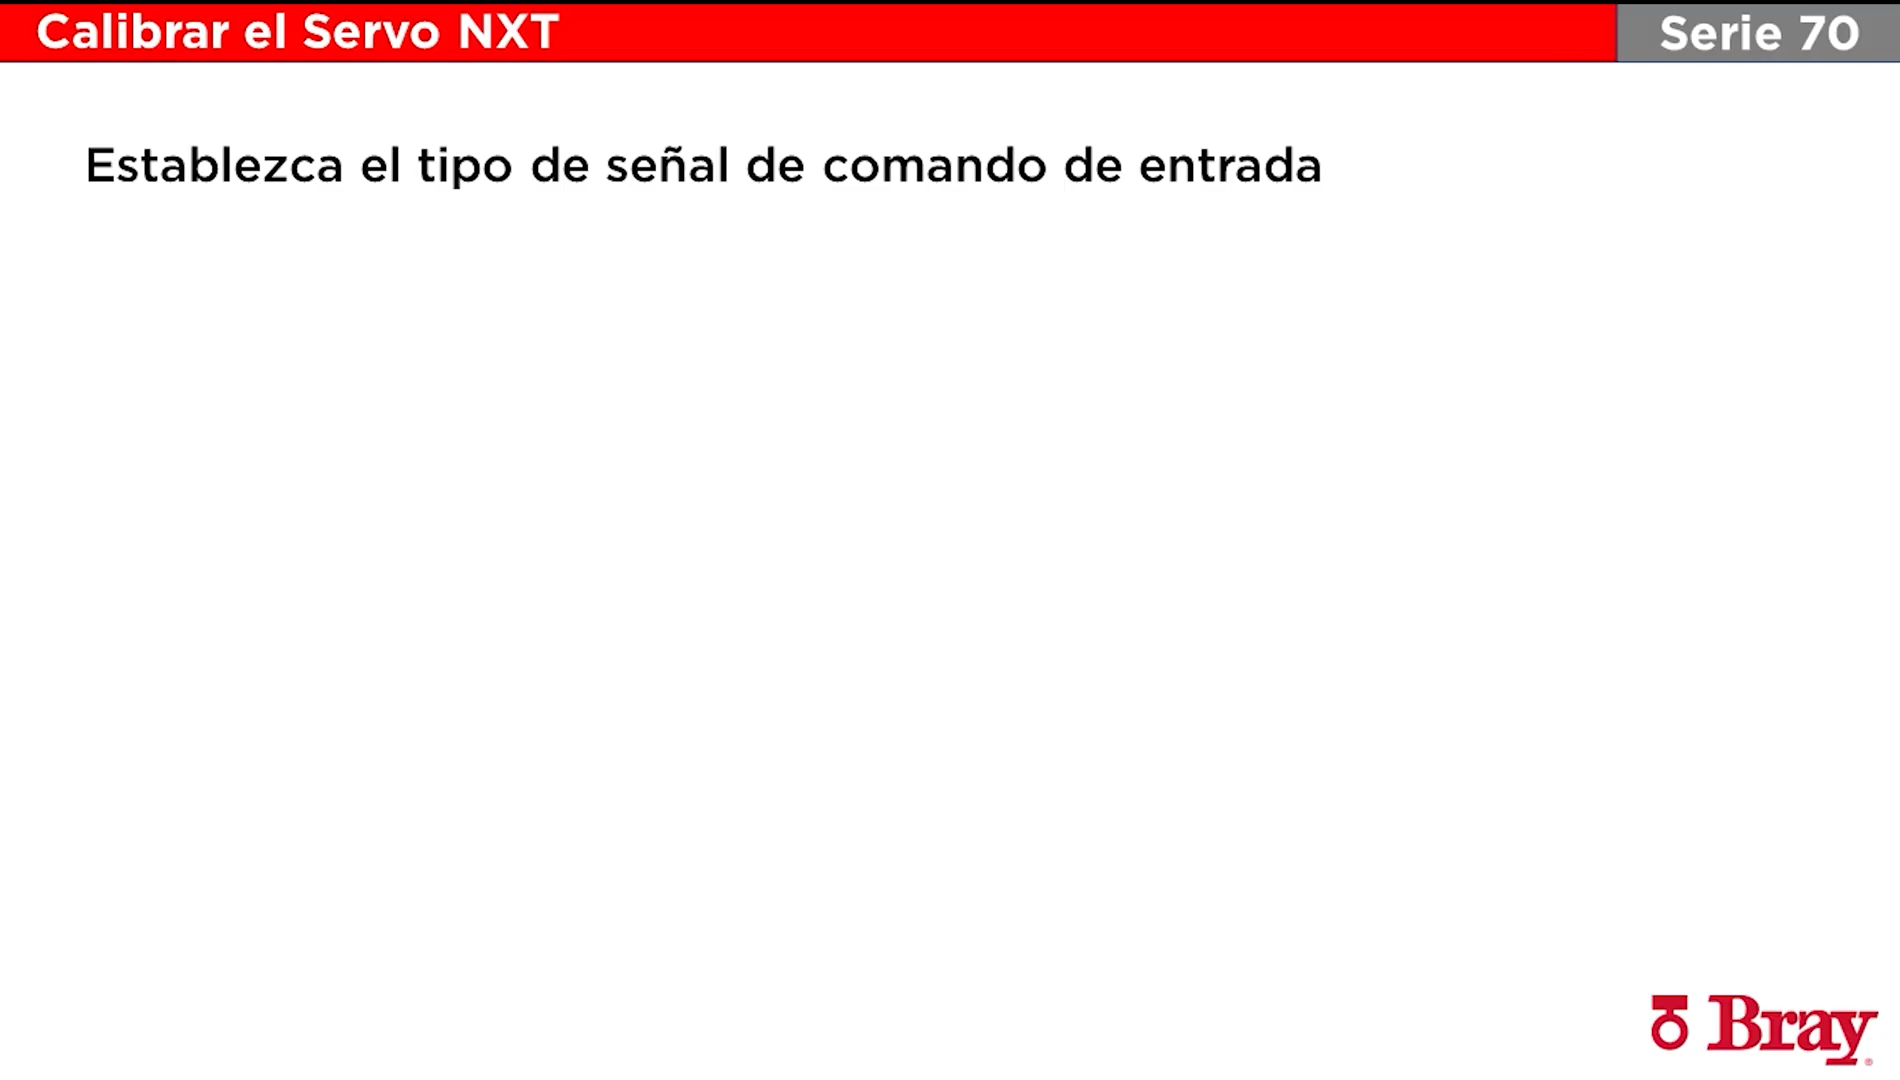 Calibrar el Servo NXT
Serie 70
Establezca el tipo de señal de comando de entrada
Bray®